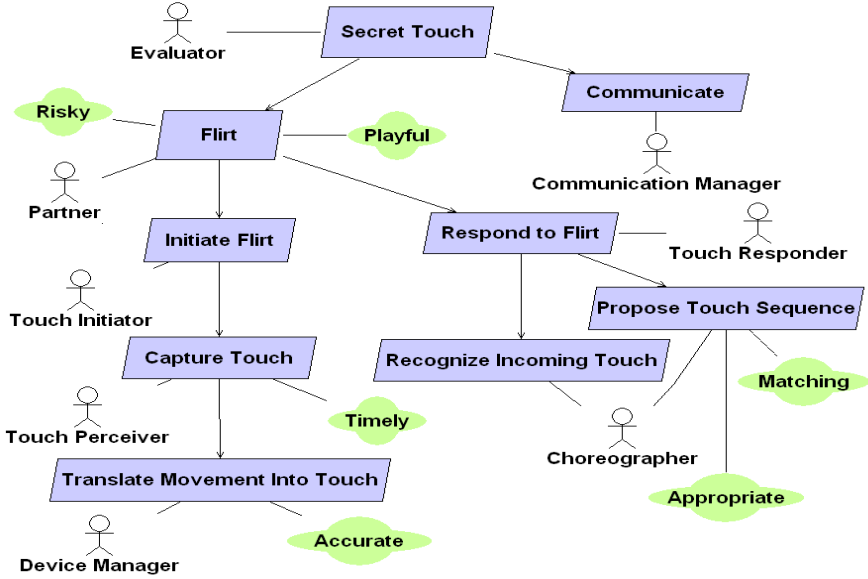 Secret Touch
Evaluator
Communicate
Risky
Flirt
Playful
Communication Manager
Partner
Initiate Flirt
Respond to Flirt
Touch Responder
Touch Initiator
Propose Touch Sequence
Capture Touch
Recognize Incoming Touch
Matching
Timely
Touch Perceiver
Choreographer
Translate Movement Into Touch
Appropriate
Accurate
Device Manager